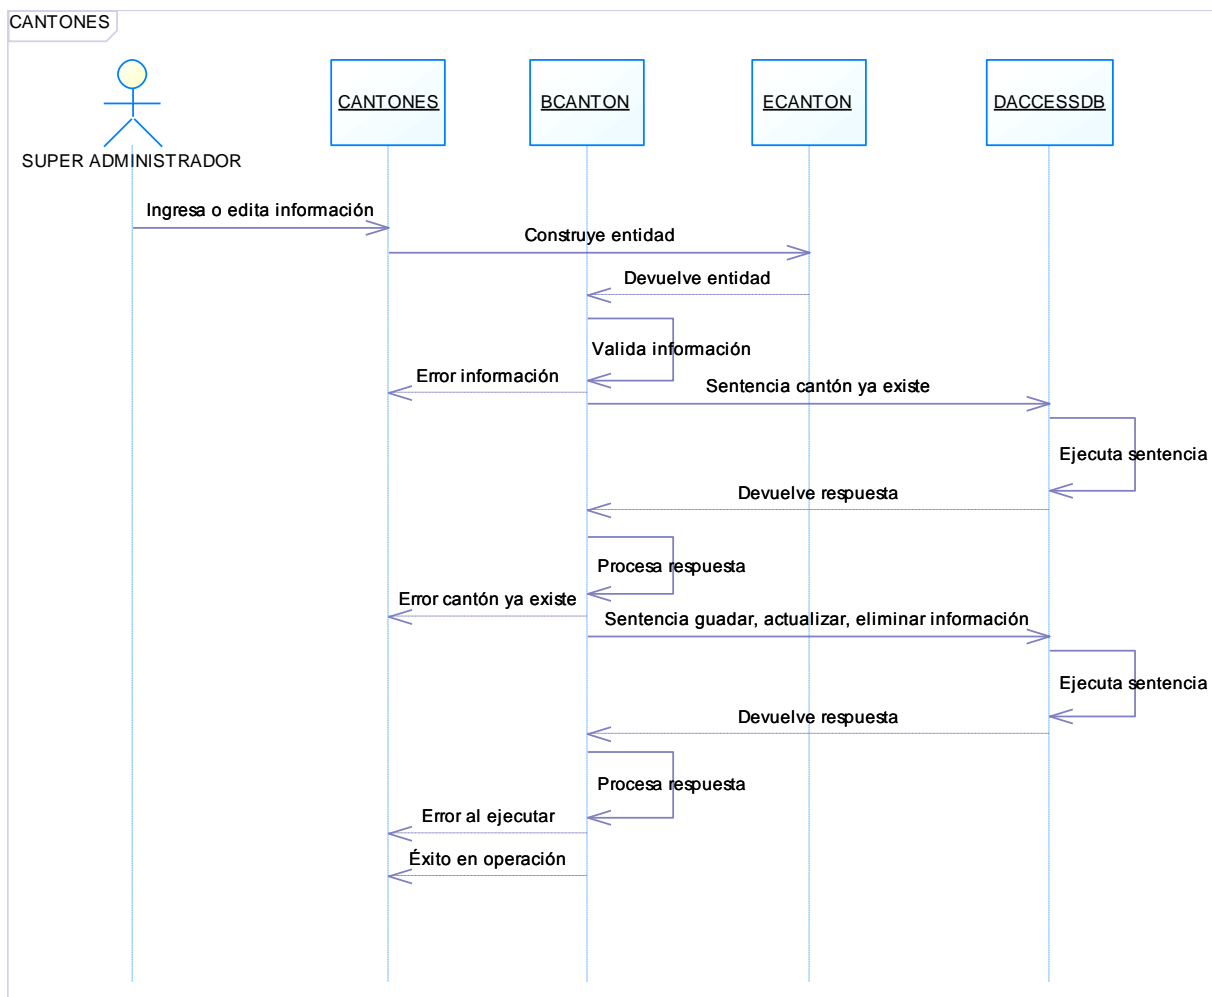 CANTONES
CANTONES
BCANTON
ECANTON
DACCESSDB
SUPER ADMINISTRADOR
Ingresa o edita información
Construye entidad
Devuelve entidad
Valida información
Error información
Sentencia cantón ya existe
Ejecuta sentencia
Devuelve respuesta
Procesa respuesta
Error cantón ya existe
Sentencia guadar, actualizar, eliminar información
Ejecuta sentencia
Devuelve respuesta
Procesa respuesta
Error al ejecutar
Éxito en operación